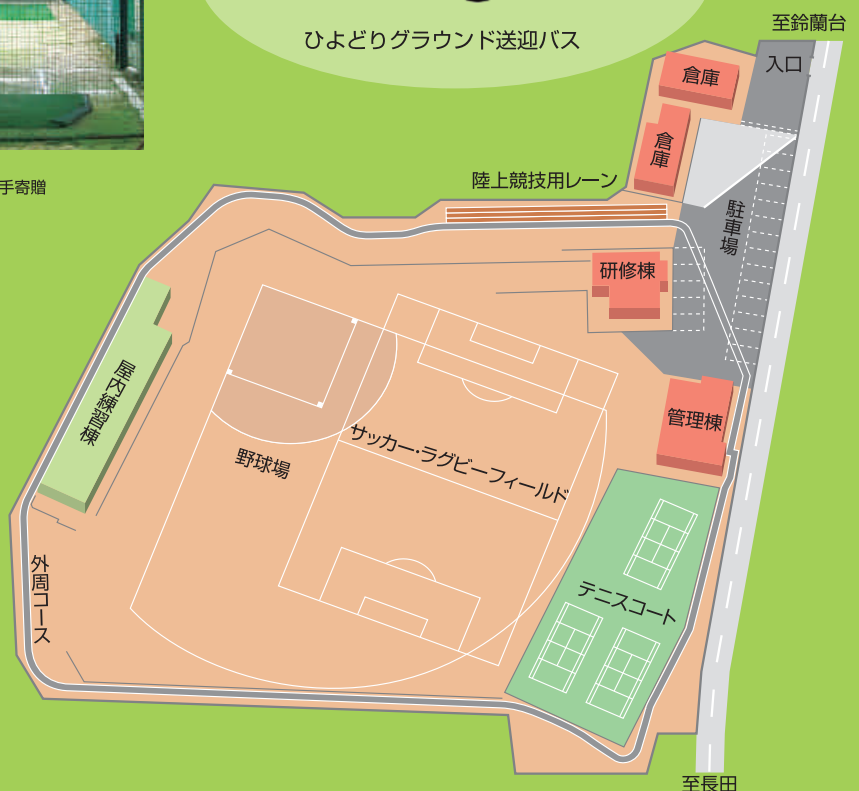 ひよどりグラウンド送迎バス
至鈴蘭台
入口
倉庫
倉庫
手寄贈
陸上競技用レーン
駐車場
研修棟
屋内練習棟
管理棟
サッカー・ラグビーフィールド
野球場
外周コース
テニスコート
至長田